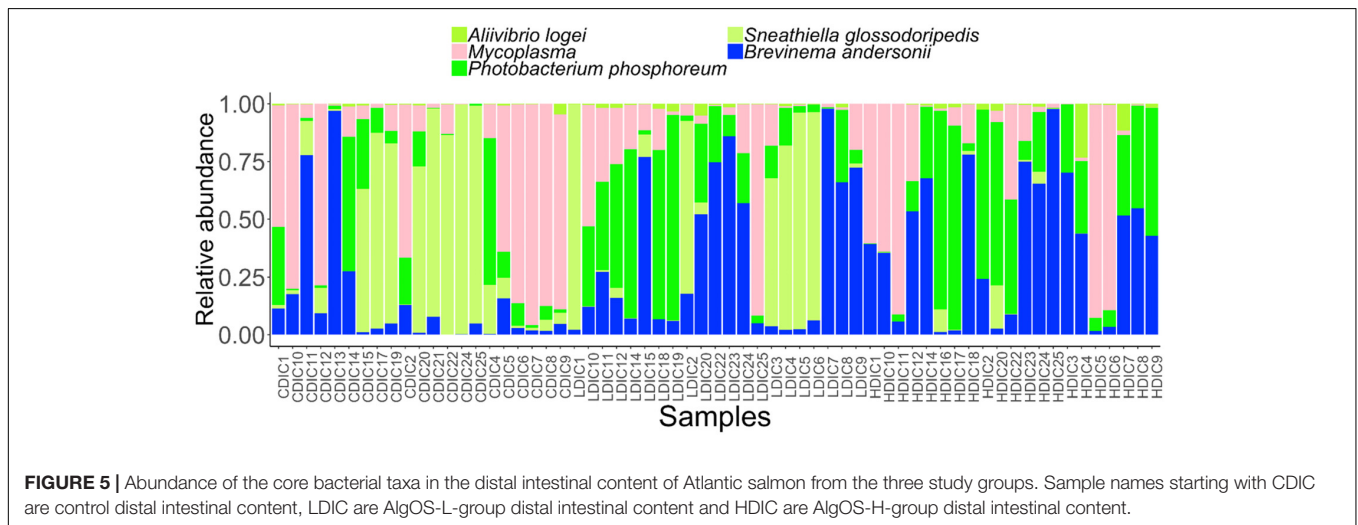 Aliivibrio logei
Mycoplasma
Photobacterium phosphoreum
Sneathiella glossodoripedis
Brevinema andersonii
Relative abundance
1.00
0.75
0.50
0.25
0.00
CDIC1
CDIC10
CDIC11
CDIC12
CDIC13
CDIC14
CDIC15
CDIC17
CDIC19
CDIC2
CDIC20
CDIC21
CDIC22
CDIC24
CDIC25
CDIC4
CDIC5
CDIC6
CDIC7
CDIC8
CDIC9
LDIC1
LDIC10
LDIC11
LDIC12
LDIC14
LDIC15
LDIC18
LDIC19
LDIC2
LDIC20
LDIC22
LDIC23
LDIC24
LDIC25
LDIC3
LDIC4
LDIC5
LDIC6
LDIC7
LDIC8
LDIC9
HDIC1
HDIC10
HDIC11
HDIC12
HDIC14
HDIC16
HDIC17
HDIC18
HDIC2
HDIC20
HDIC22
HDIC23
HDIC24
HDIC25
HDIC3
HDIC4
HDIC5
HDIC6
HDIC7
HDIC8
HDIC9
Samples
FIGURE 5 | Abundance of the core bacterial taxa in the distal intestinal content of Atlantic salmon from the three study groups. Sample names starting with CDIC
are control distal intestinal content, LDIC are AlgOS-L-group distal intestinal content and HDIC are AlgOS-H-group distal intestinal content.